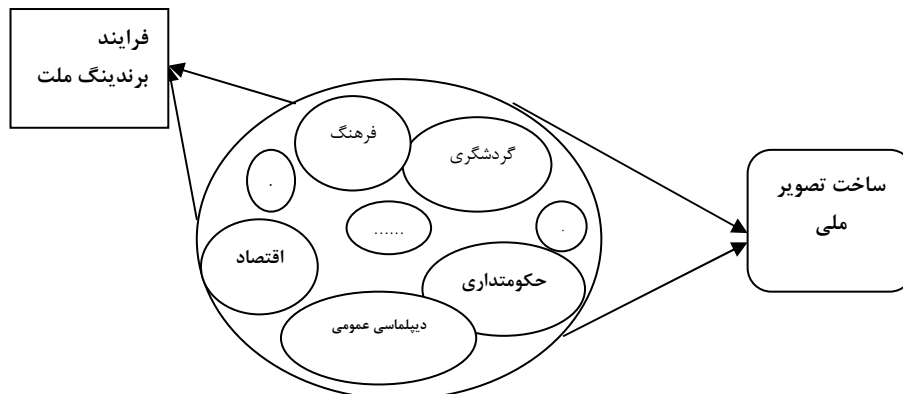 فرایند
برندینگ ملت
فرهنگ
گردشگری
.
......
.
ساخت تصویر
ملی
اقتصاد
حکومتداری
دیپلماسی عمومی